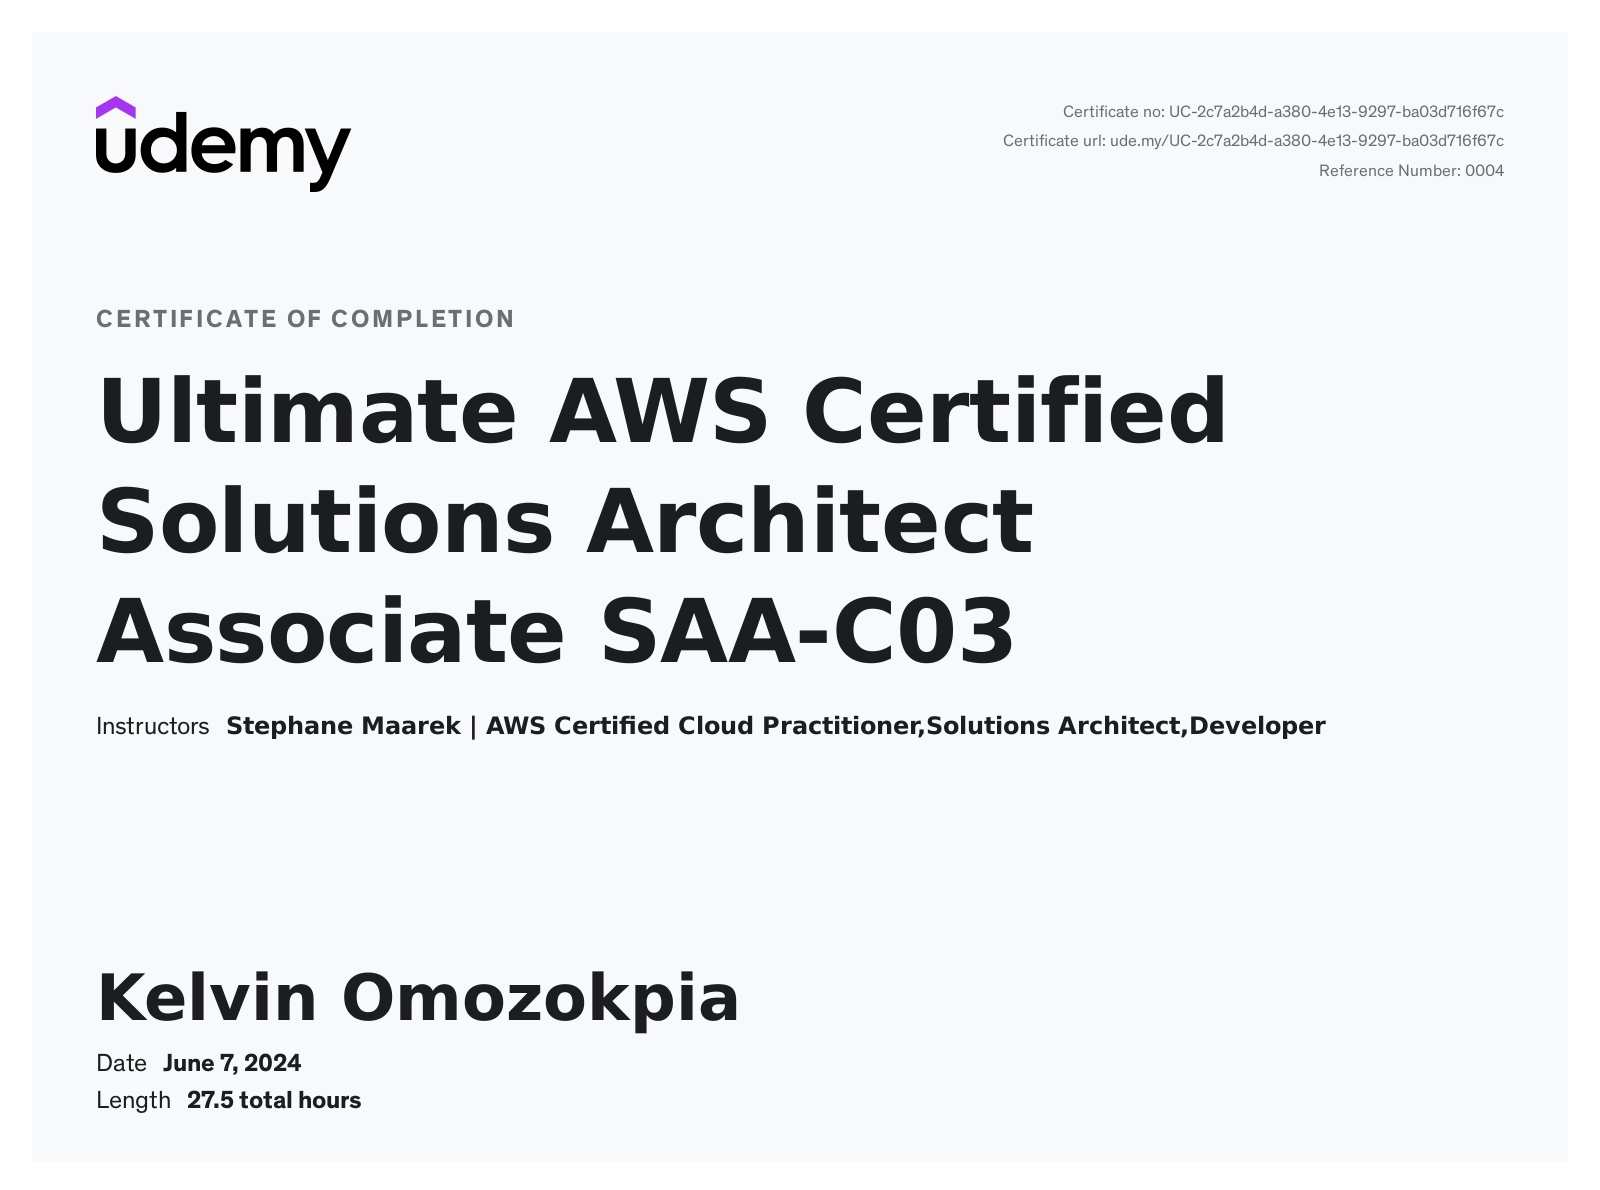 udemy
Certificate no: UC-2c7a2b4d-a380-4e13-9297-ba03d716f67c
Certificate url: ude.my/UC-2c7a2b4d-a380-4e13-9297-ba03d716f67c
Reference Number: 0004
CERTIFICATE OF COMPLETION
Ultimate AWS Certified
Solutions Architect
Associate SAA-C03
Instructors Stephane Maarek | AWS Certified Cloud Practitioner,Solutions Architect,Developer
Kelvin Omozokpia
Date June 7, 2024
Length 27.5 total hours